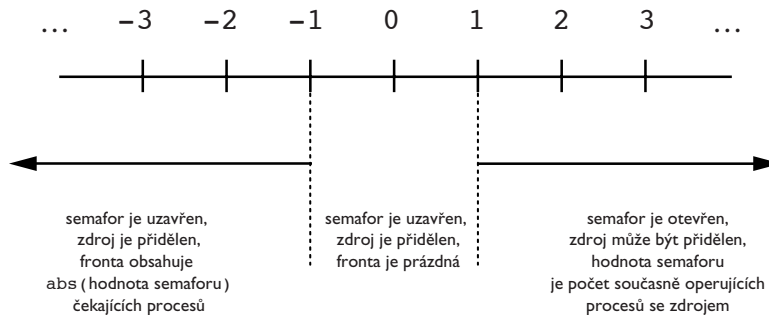 ... -3 -2 -1 0 1 2 3 ...
semafor je uzavřen,
zdroj je přidělen,
fronta obsahuje
abs(hodnota semaforu)
čekajících procesů
semafor je uzavřen,
zdroj je přidělen,
fronta je prázdná
semafor je otevřen,
zdroj může být přidělen,
hodnota semaforu
je počet současně operujících
procesů se zdrojem